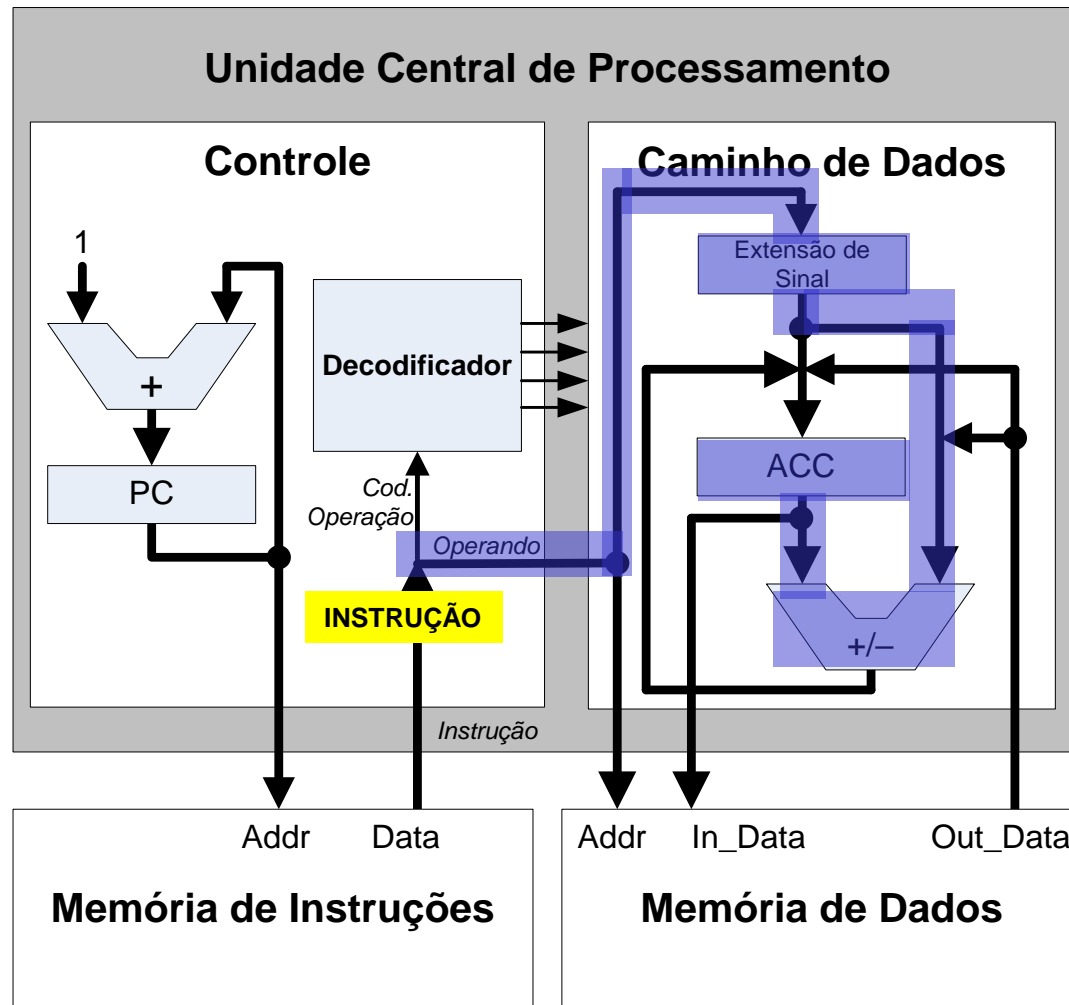 Unidade Central de Processamento
Controle
Caminho de Dados
1
+
PC
Decodificador
Cod.
Operação
Operando
INSTRUÇÃO
Instrução
Extensão de
Sinal
ACC
+/–
Addr
Data
Memória de Instruções
Addr
In_Data
Out_Data
Memória de Dados